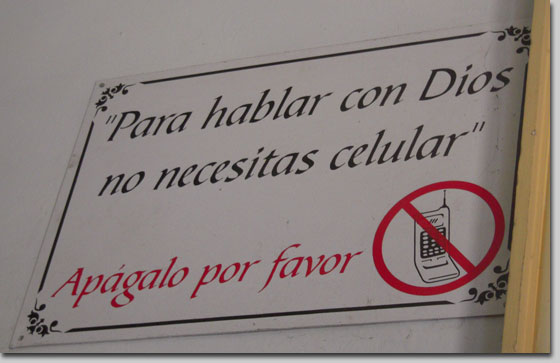 "Para hablar con Dios
no necesitas celular"
Apágalo por favor